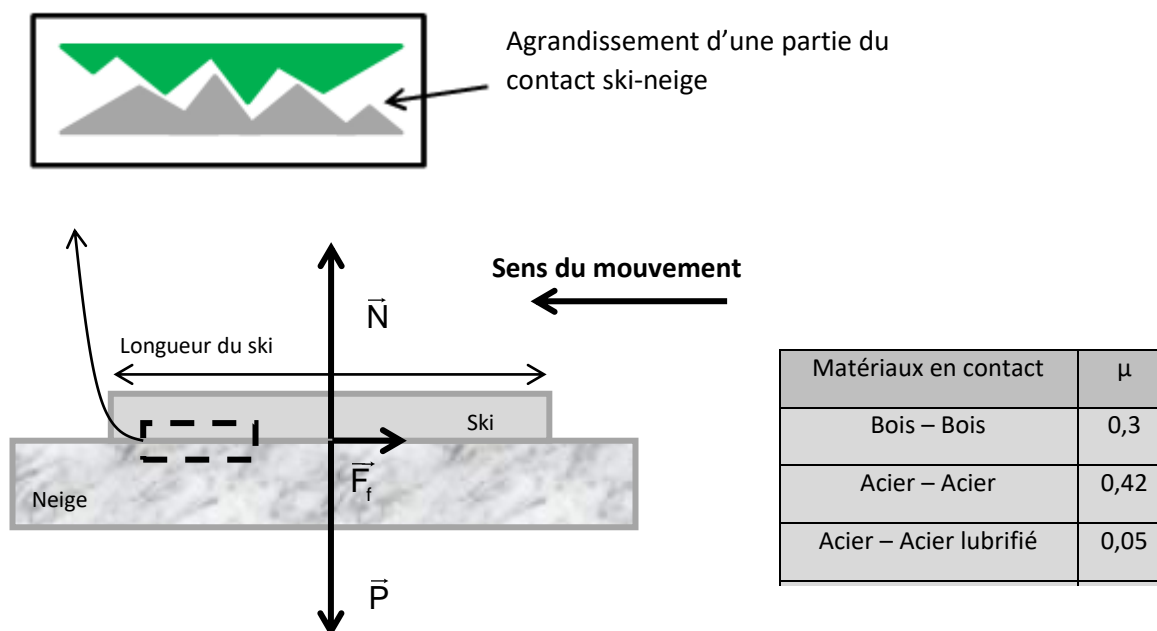 Agrandissement d’une partie du
contact ski-neige
Sens du mouvement
N
Longueur du ski
Ski
Neige
F_f
P
Matériaux en contact μ
Bois – Bois 0,3
Acier – Acier 0,42
Acier – Acier lubrifié 0,05